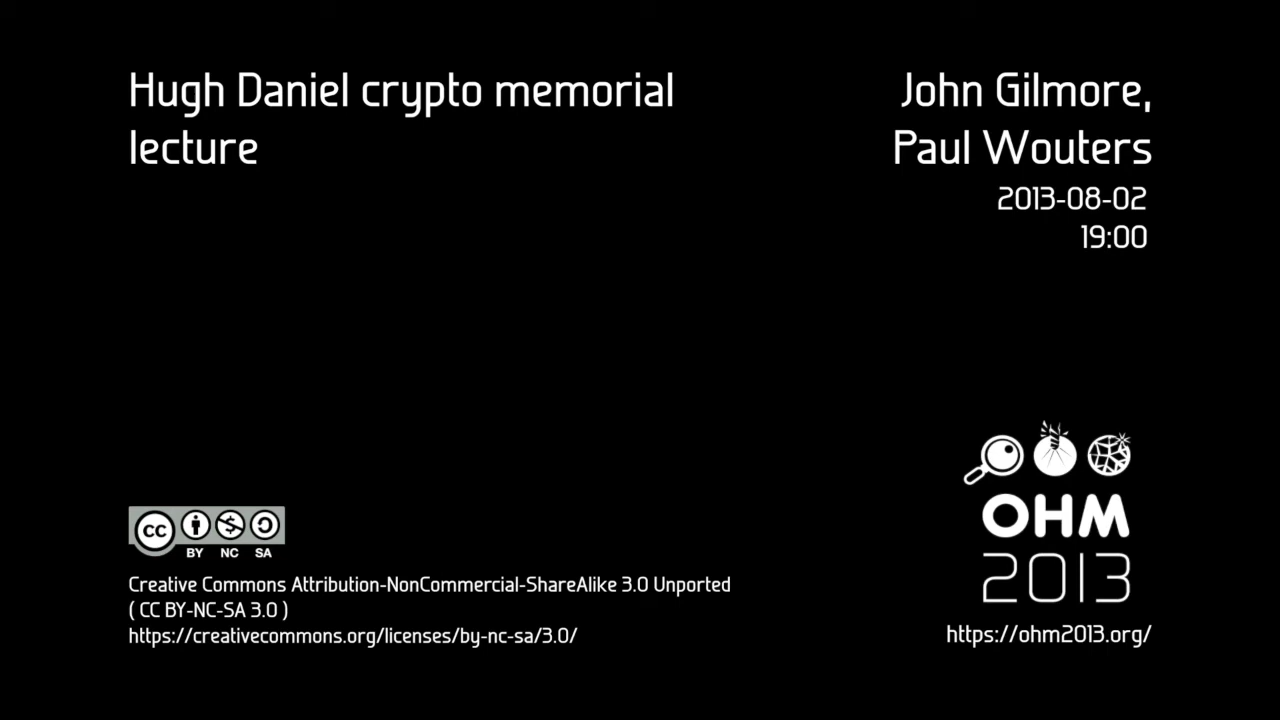 Hugh Daniel crypto memorial
lecture
John Gilmore,
Paul Wouters
2013-08-02
19:00
cc
BY NC SA
Creative Commons Attribution-NonCommercial-ShareAlike 3.0 Unported
( CC BY-NC-SA 3.0 )
https://creativecommons.org/licenses/by-nc-sa/3.0/
OHM
2013
https://ohm2013.org/